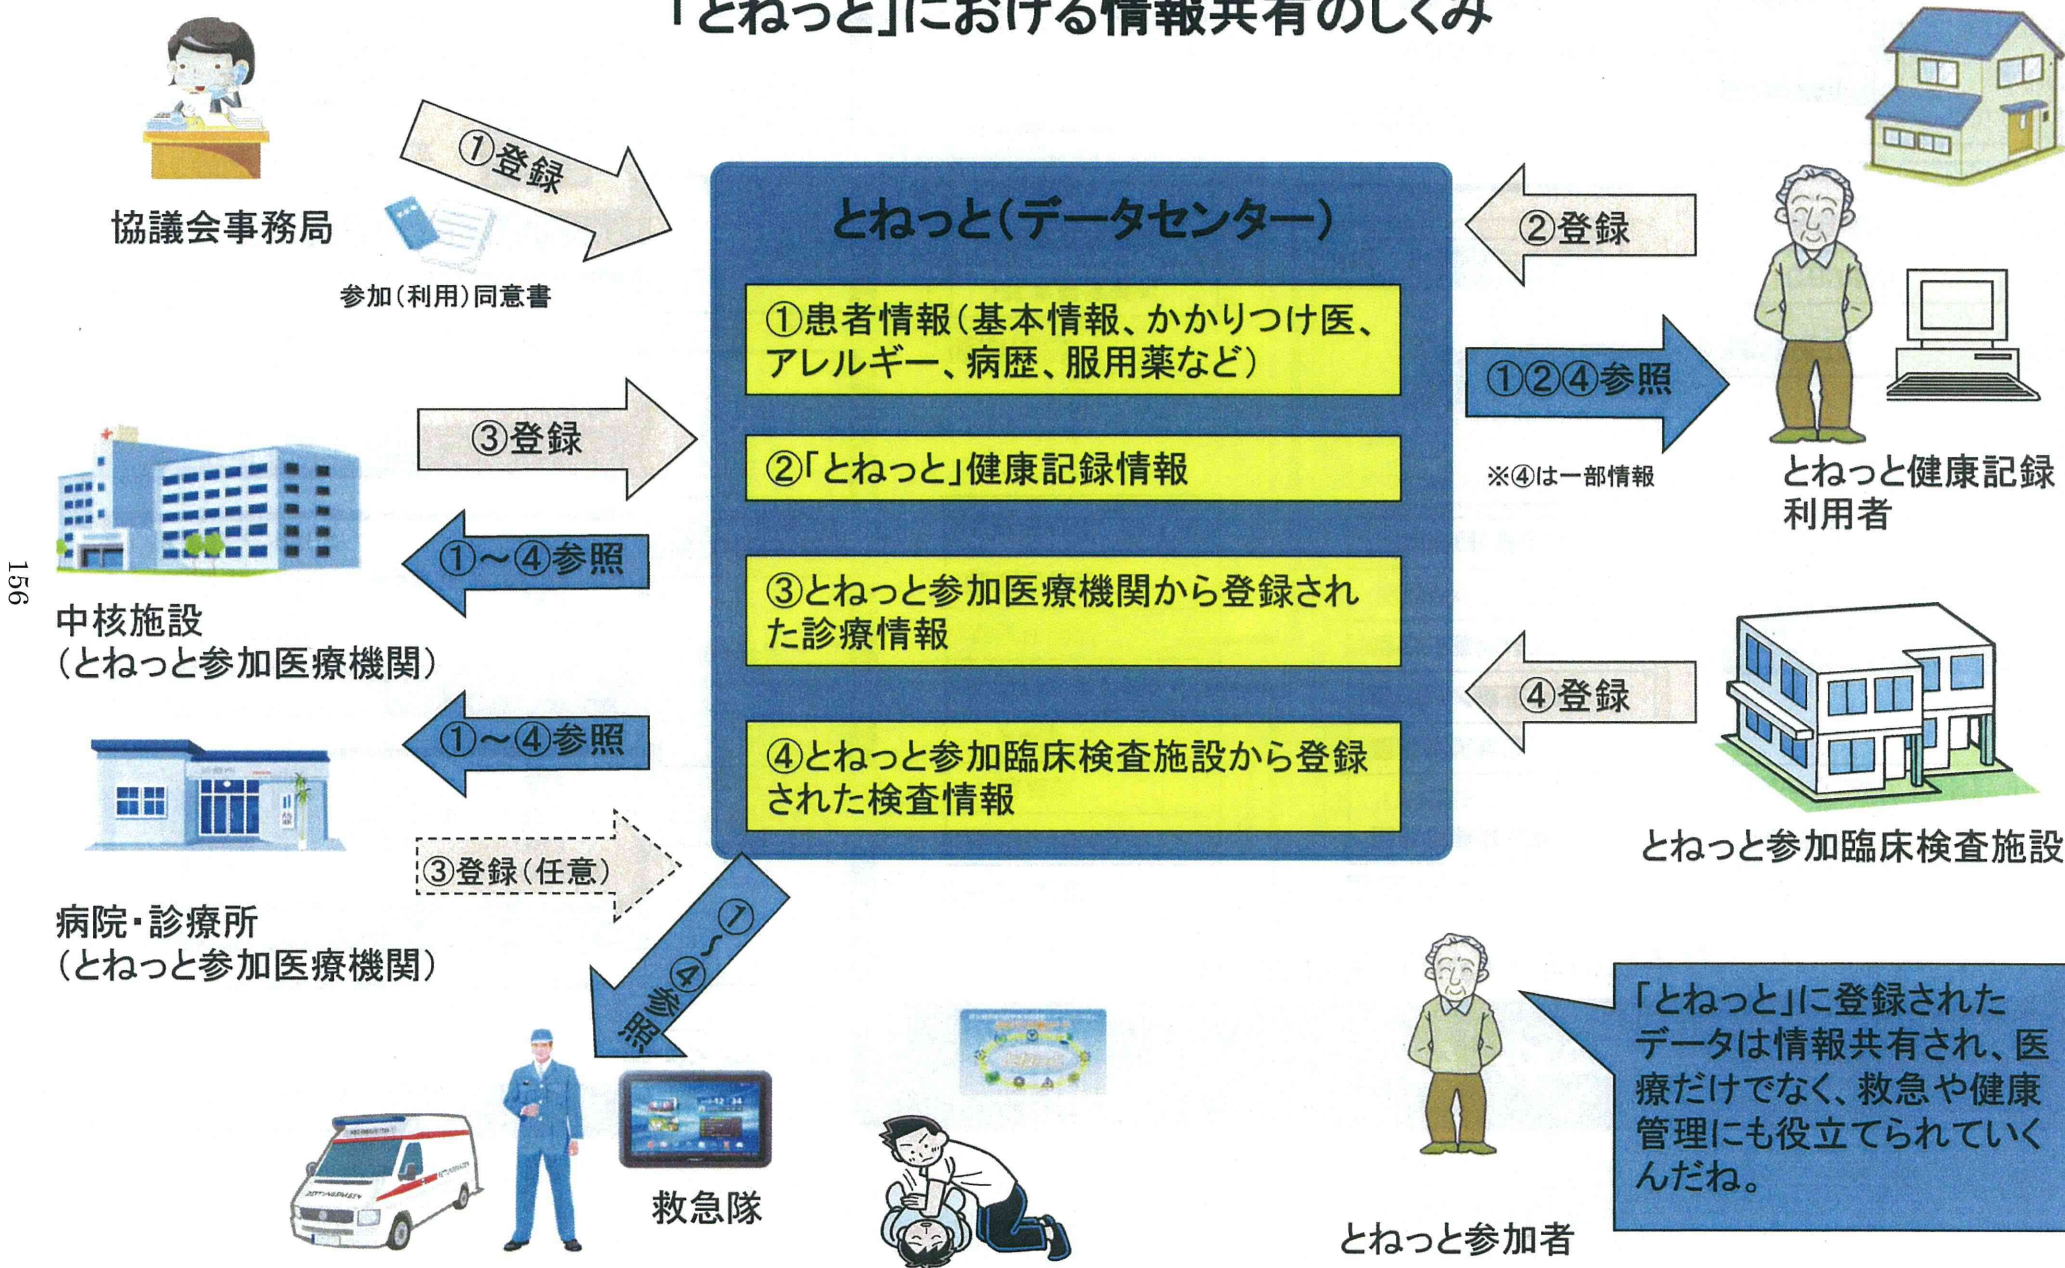 「とねっと」における情報共有のしくみ
協議会事務局
①登録
参加(利用)同意書
とねっと(データセンター)
①患者情報(基本情報、かかりつけ医、
アレルギー、病歴、服用薬など)
②「とねっと」健康記録情報
③とねっと参加医療機関から登録され
た診療情報
④とねっと参加臨床検査施設から登録
された検査情報
②登録
①②④参照
※④は一部情報
とねっと健康記録
利用者
③登録
①~④参照
中核施設
(とねっと参加医療機関)
①~④参照
③登録(任意)
病院・診療所
(とねっと参加医療機関)
④登録
とねっと参加臨床検査施設
①~④参照
救急隊
とねっと参加者
「とねっと」に登録された
データは情報共有され、医
療だけでなく、救急や健康
管理にも役立てられていく
んだね。
156